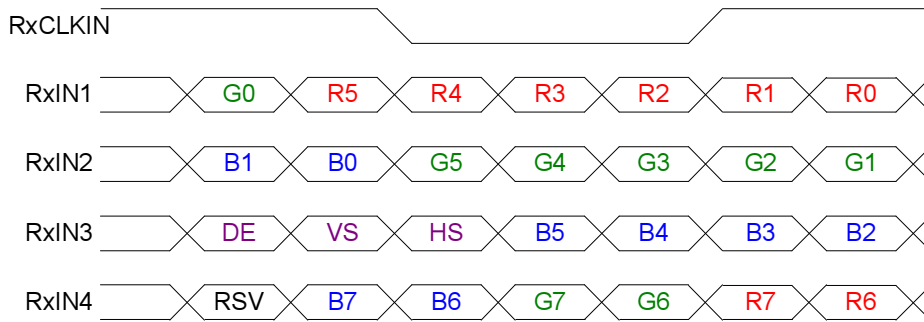 RxCLKIN
RxIN1 G0 R5 R4 R3 R2 R1 R0
RxIN2 B1 B0 G5 G4 G3 G2 G1
RxIN3 DE VS HS B5 B4 B3 B2
RxIN4 RSV B7 B6 G7 G6 R7 R6